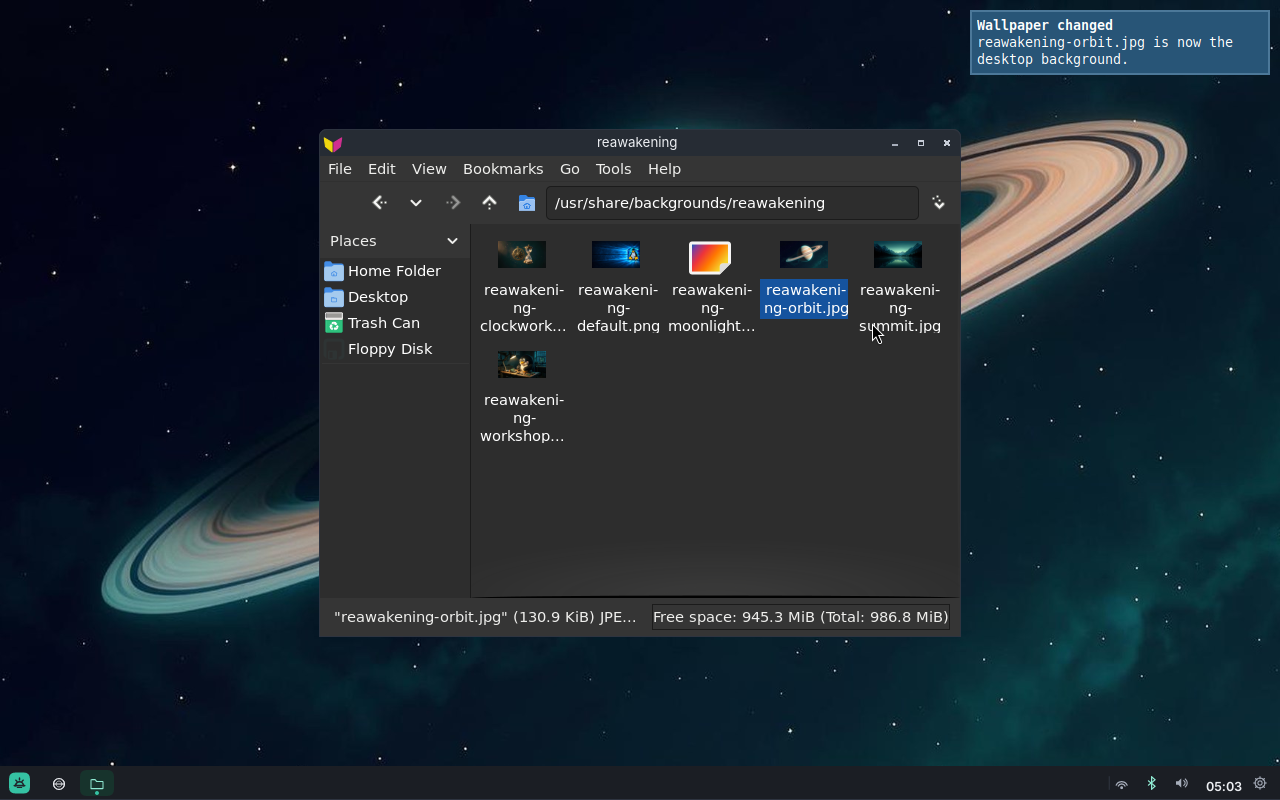 Wallpaper changed
reawakening-orbit.jpg is now the
desktop background.
reawakening
File Edit View Bookmarks Go Tools Help
/usr/share/backgrounds/reawakening
Places
Home Folder
Desktop
Trash Can
Floppy Disk
reawakeni-
ng-
clockwork...
reawakeni-
ng-
default.png
reawakeni-
ng-
moonlight...
reawakeni-
ng-orbit.jpg
reawakeni-
ng-
summit.jpg
reawakeni-
ng-
workshop...
"reawakening-orbit.jpg" (130.9 KiB) JPE...
Free space: 945.3 MiB (Total: 986.8 MiB)
05:03